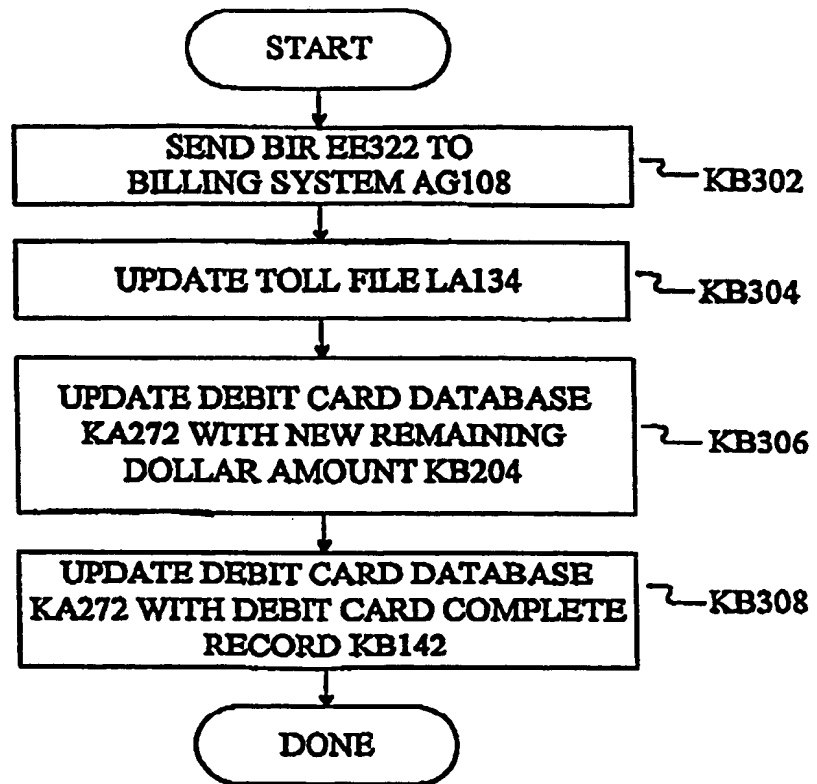 START
SEND BIR EE322 TO
BILLING SYSTEM AG108
KB302
UPDATE TOLL FILE LA134
KB304
UPDATE DEBIT CARD DATABASE
KA272 WITH NEW REMAINING
DOLLAR AMOUNT KB204
KB306
UPDATE DEBIT CARD DATABASE
KA272 WITH DEBIT CARD COMPLETE
RECORD KB142
KB308
DONE